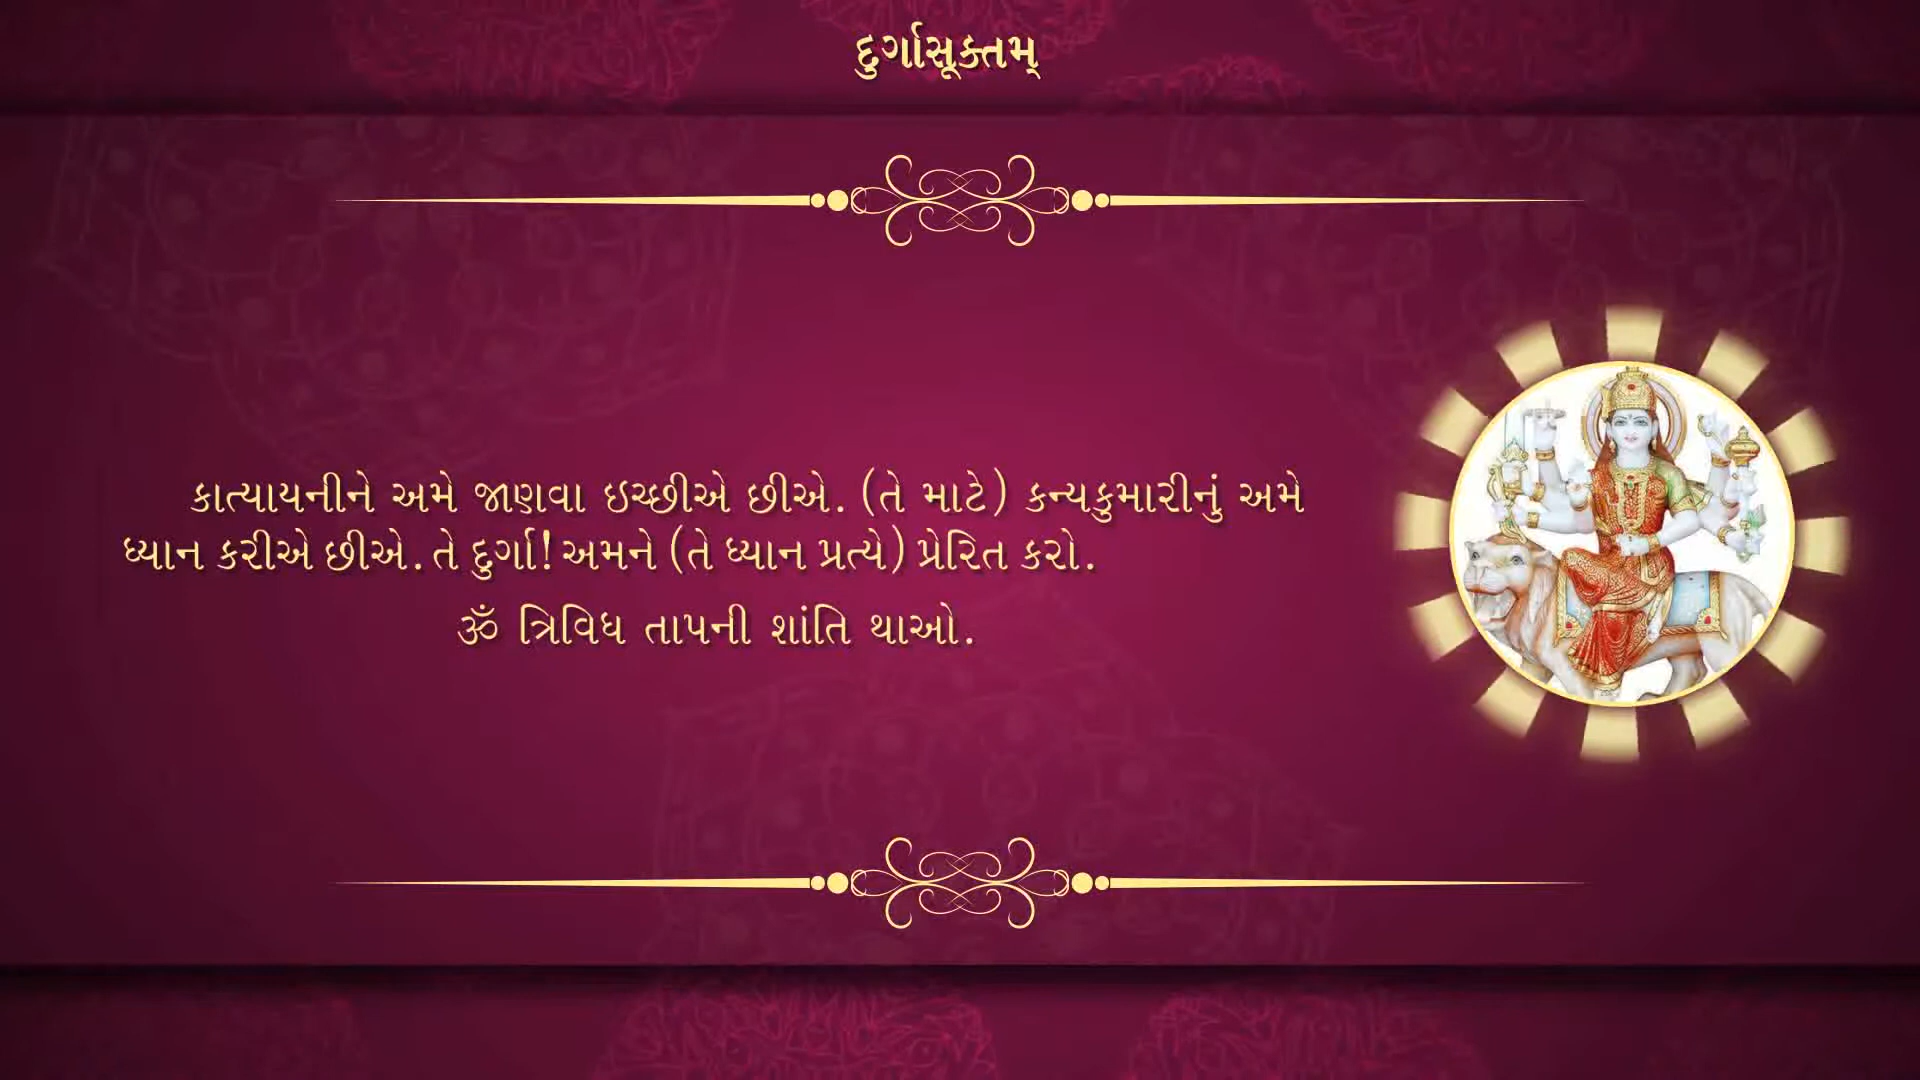 દુર્ગાસૂક્તમ્
કાત્યાયનીને અમે જાણવા ઇચ્છીએ છીએ. (તે માટે) કન્યકુમારીનું અમે
ધ્યાન કરીએ છીએ. તે દુર્ગા! અમને (તે ધ્યાન પ્રત્યે) પ્રેરિત કરો.
ૐ ત્રિવિધ તાપની શાંતિ થાઓ.